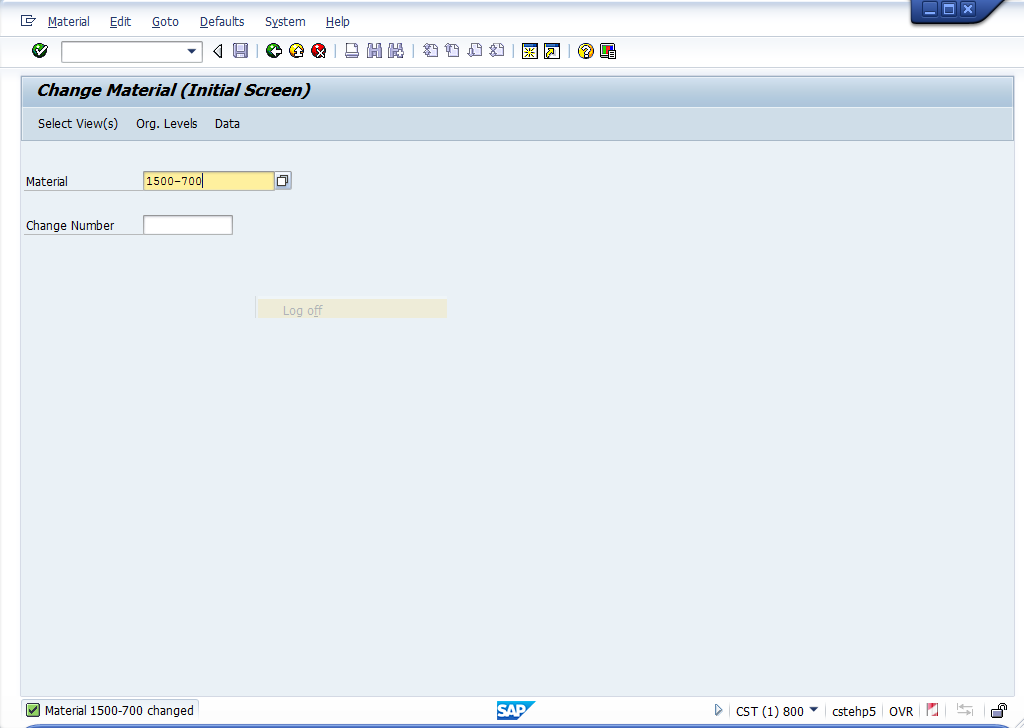 Material Edit Goto Defaults System Help
Change Material (Initial Screen)
Select View(s) Org. Levels Data
Material 1500-700
Change Number
Log off
Material 1500-700 changed SAP CST (1) 800 cstehp5 OVR